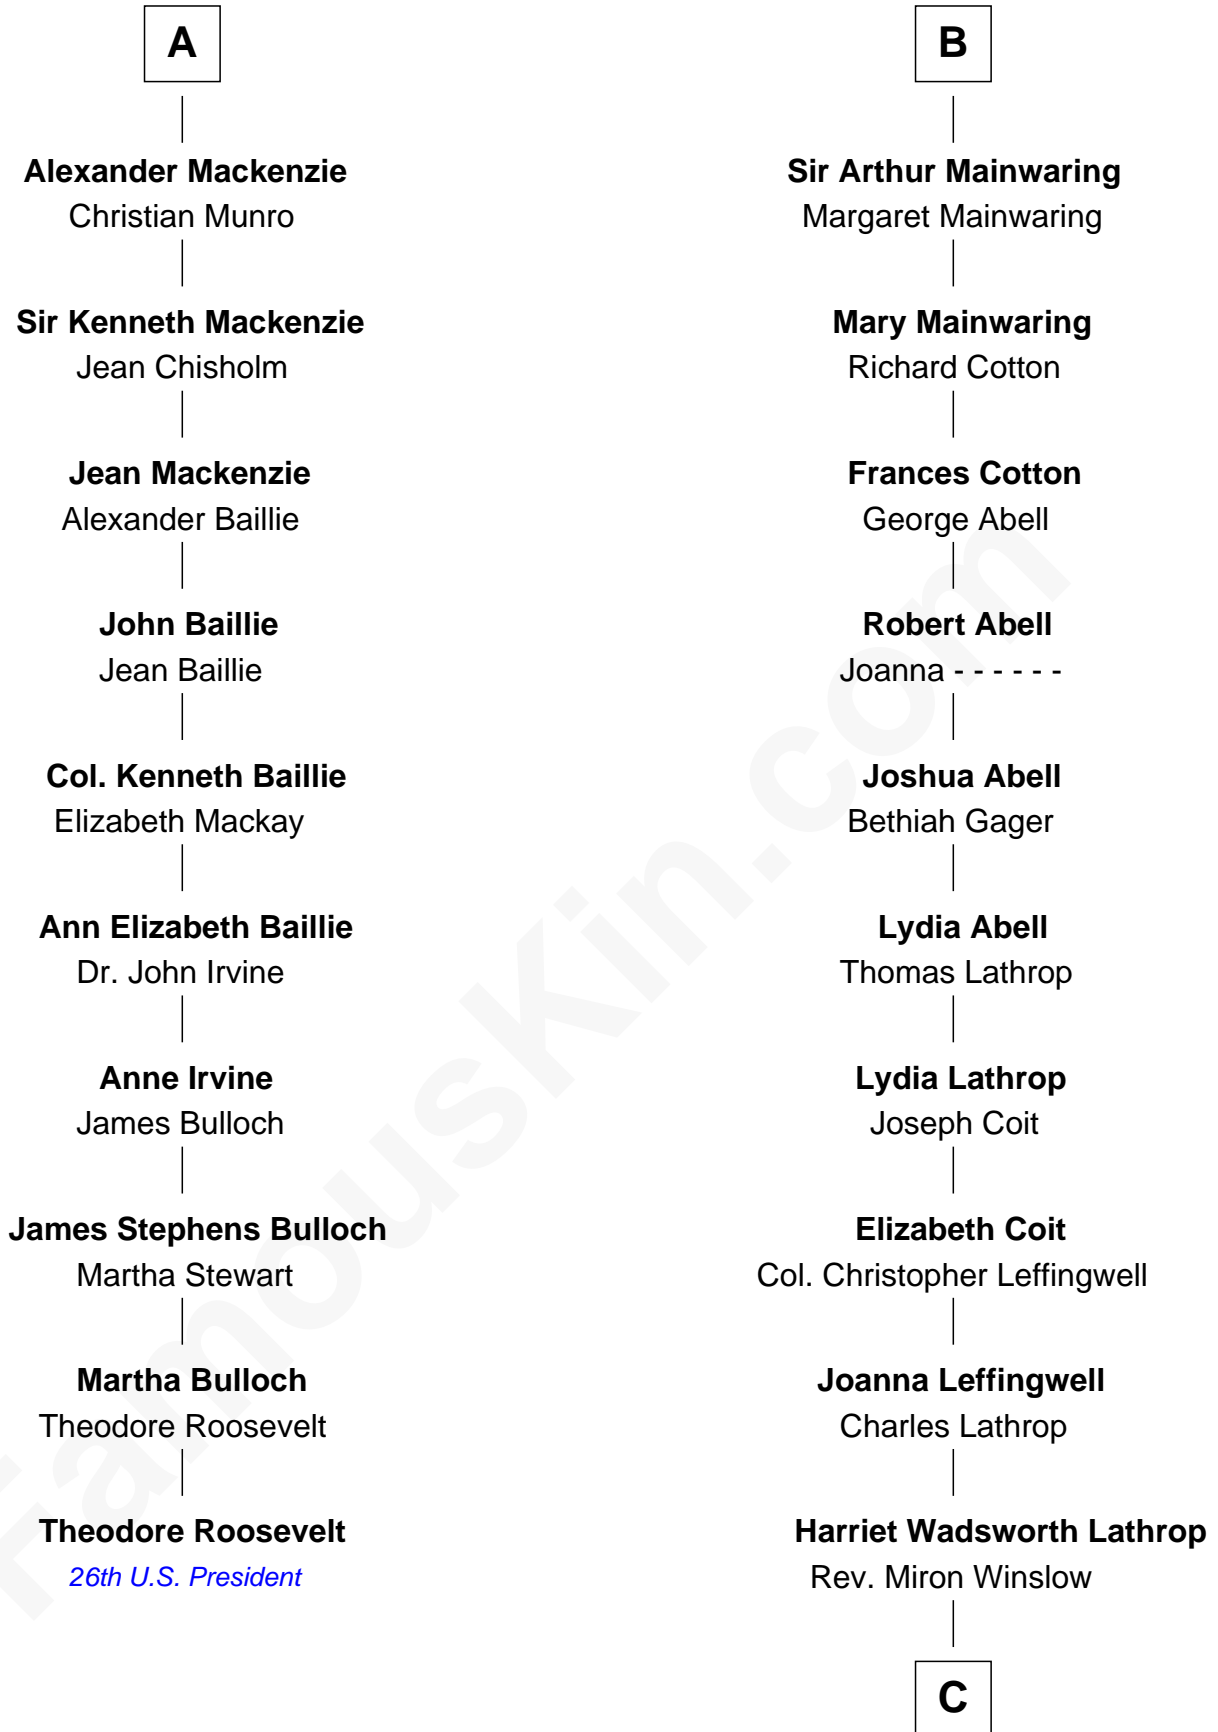 A
Alexander Mackenzie
Christian Munro
Sir Kenneth Mackenzie
Jean Chisholm
Jean Mackenzie
Alexander Baillie
John Baillie
Jean Baillie
Col. Kenneth Baillie
Elizabeth Mackay
Ann Elizabeth Baillie
Dr. John Irvine
Anne Irvine
James Bulloch
James Stephens Bulloch
Martha Stewart
Martha Bulloch
Theodore Roosevelt
Theodore Roosevelt
26th U.S. President
B
Sir Arthur Mainwaring
Margaret Mainwaring
Mary Mainwaring
Richard Cotton
Frances Cotton
George Abell
Robert Abell
Joanna - - - - - -
Joshua Abell
Bethiah Gager
Lydia Abell
Thomas Lathrop
Lydia Lathrop
Joseph Coit
Elizabeth Coit
Col. Christopher Leffingwell
Joanna Leffingwell
Charles Lathrop
Harriet Wadsworth Lathrop
Rev. Miron Winslow
C
FamousKin.com